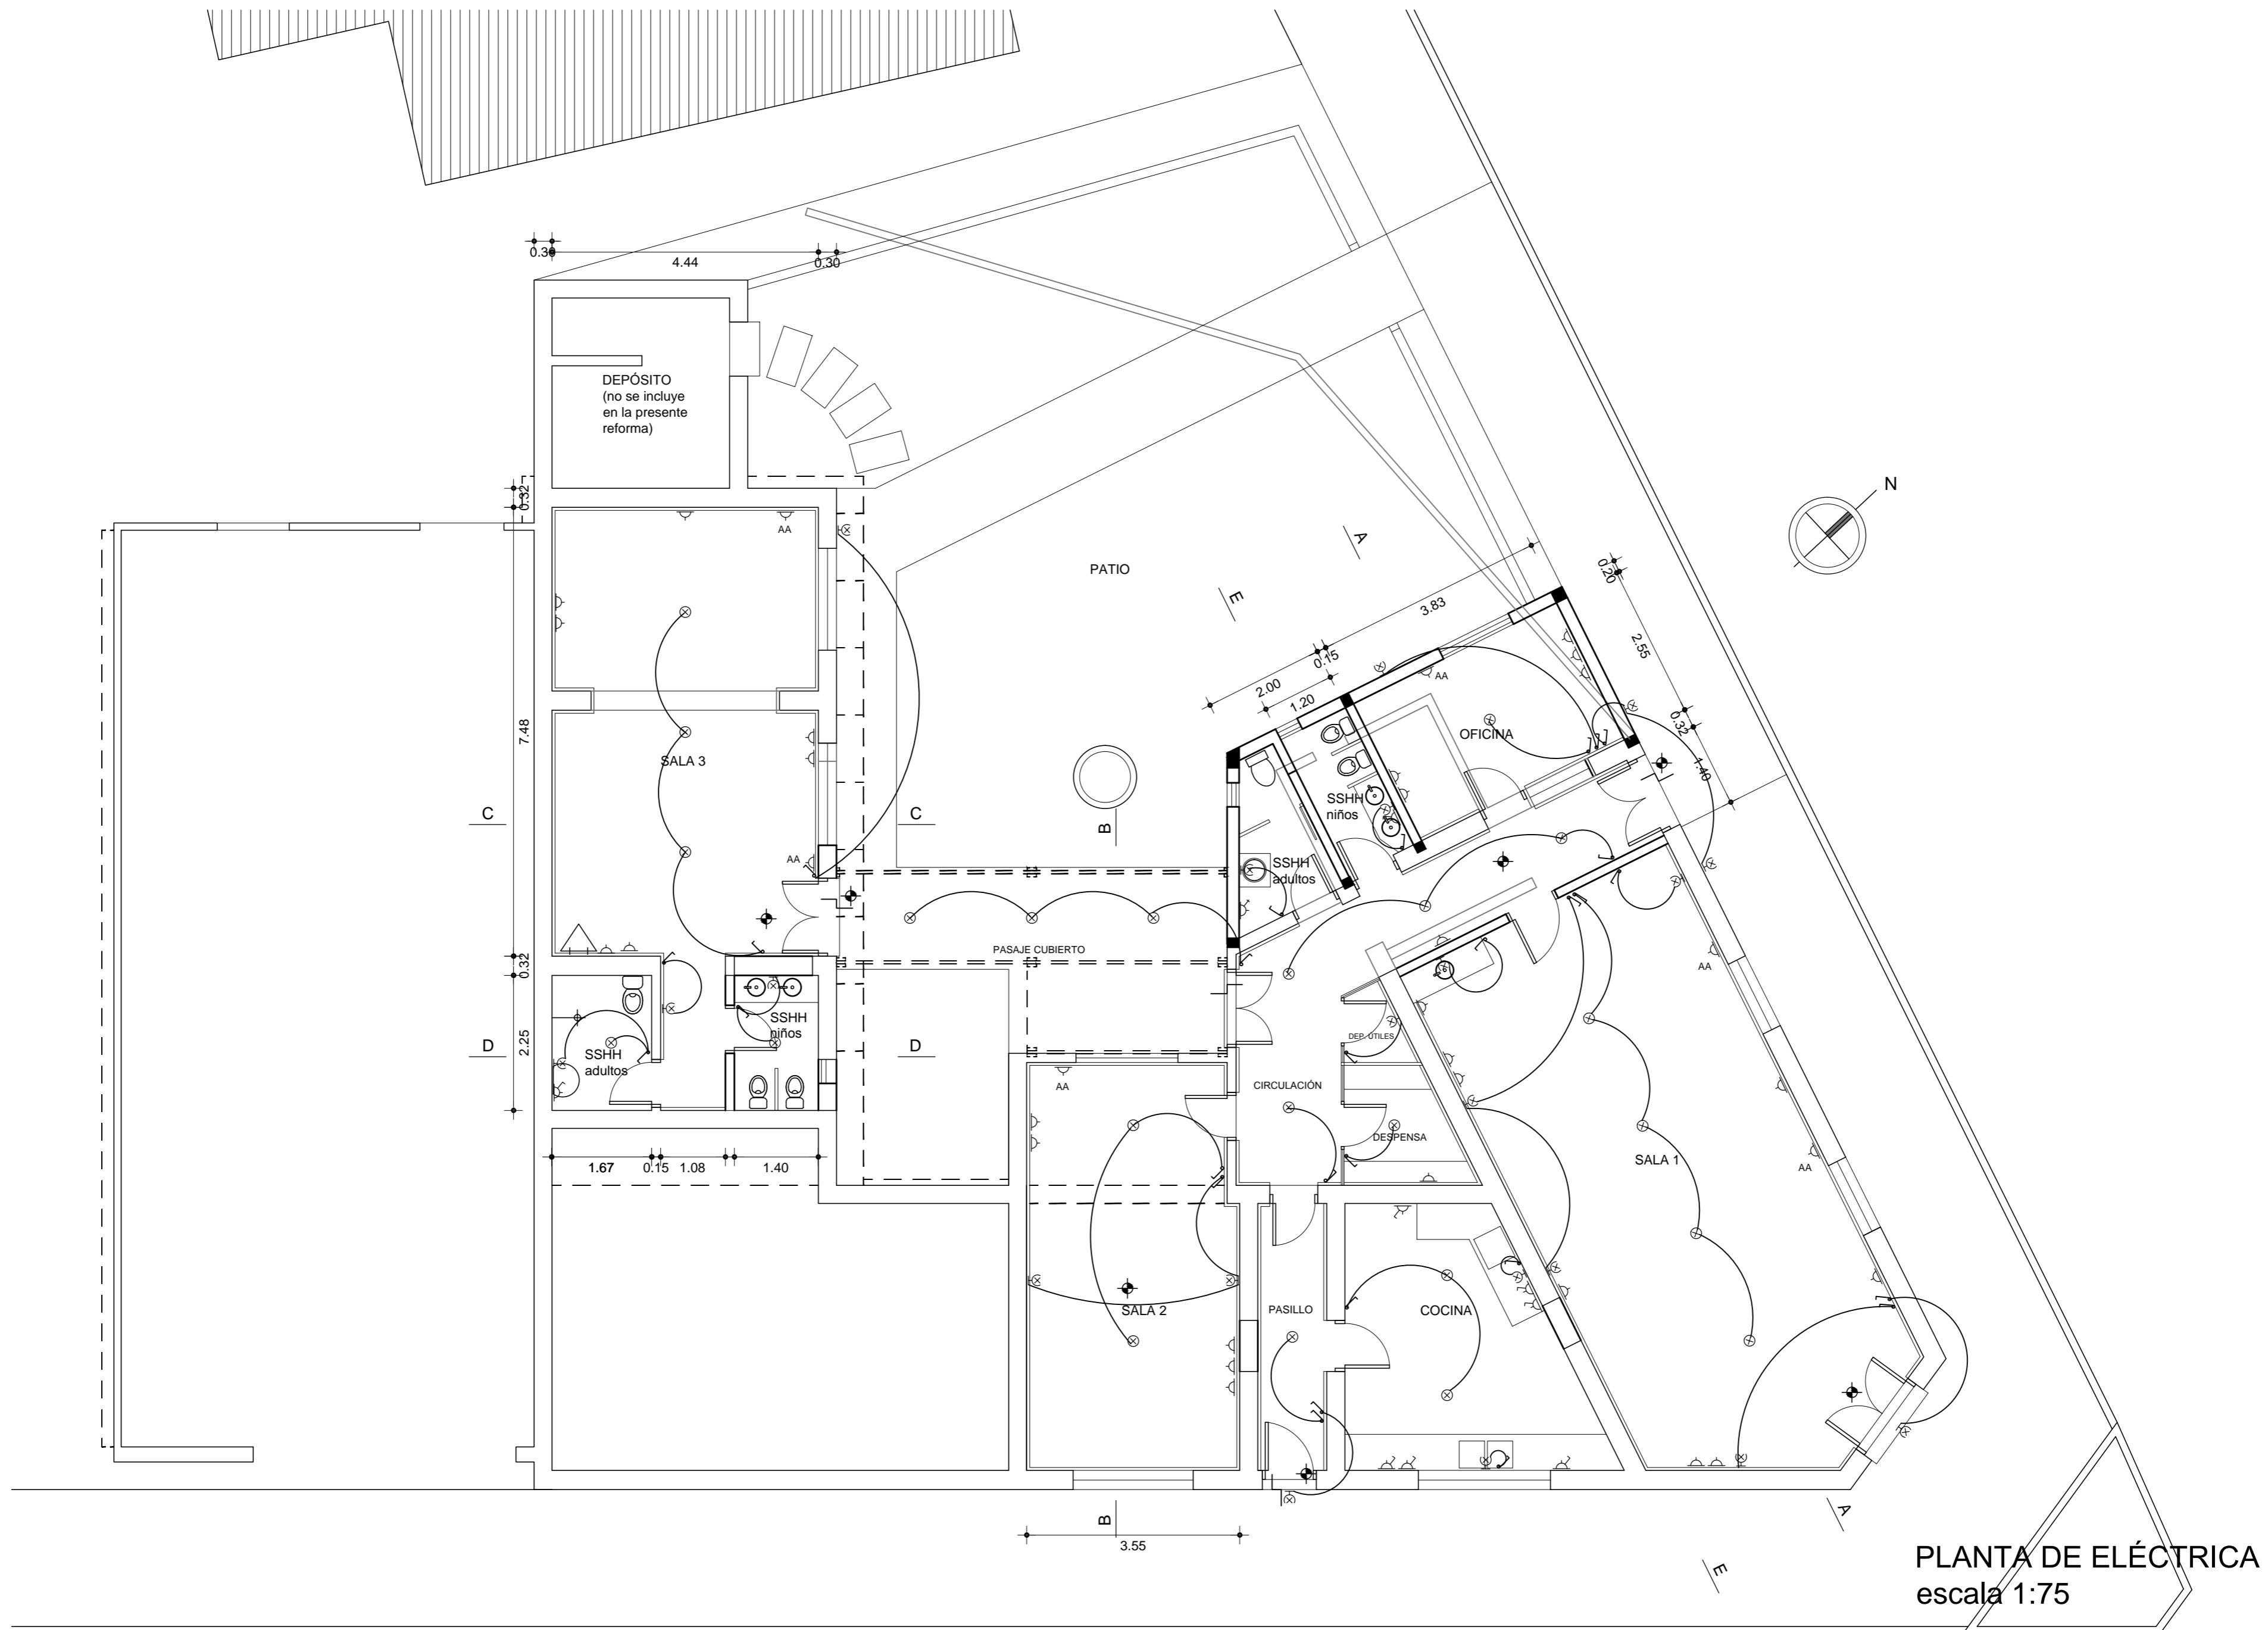 0.30
4.44
0.30
DEPÓSITO
(no se incluye
en la presente
reforma)
0.32
AA
N
PATIO
A
E
0.20
3.83
2.55
0.15
2.00
1.20
AA
0.32
OFICINA
1.40
7.48
SALA 3
C
C
B
SSHH
niños
AA
SSHH
adultos
PASAJE CUBIERTO
0.32
AA
SSHH
niños
DEP. ÚTILES
D
2.25
SSHH
adultos
D
AA
CIRCULACIÓN
DESPENSA
SALA 1
AA
1.67
0.15
1.08
1.40
SALA 2
PASILLO
COCINA
B
3.55
A
E
PLANTA DE ELÉCTRICA
escala 1:75